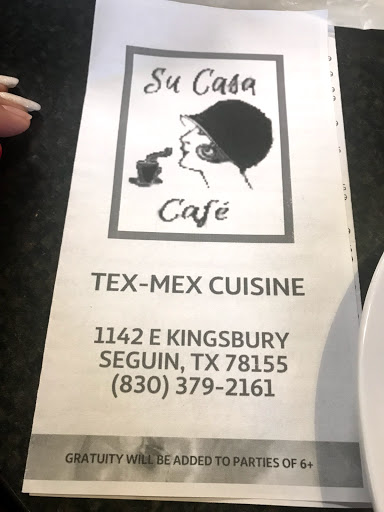 Su Casa
Café
TEX-MEX CUISINE
1142 E KINGSBURY
SEGUIN, TX 78155
(830) 379-2161
GRATUITY WILL BE ADDED TO PARTIES OF 6+